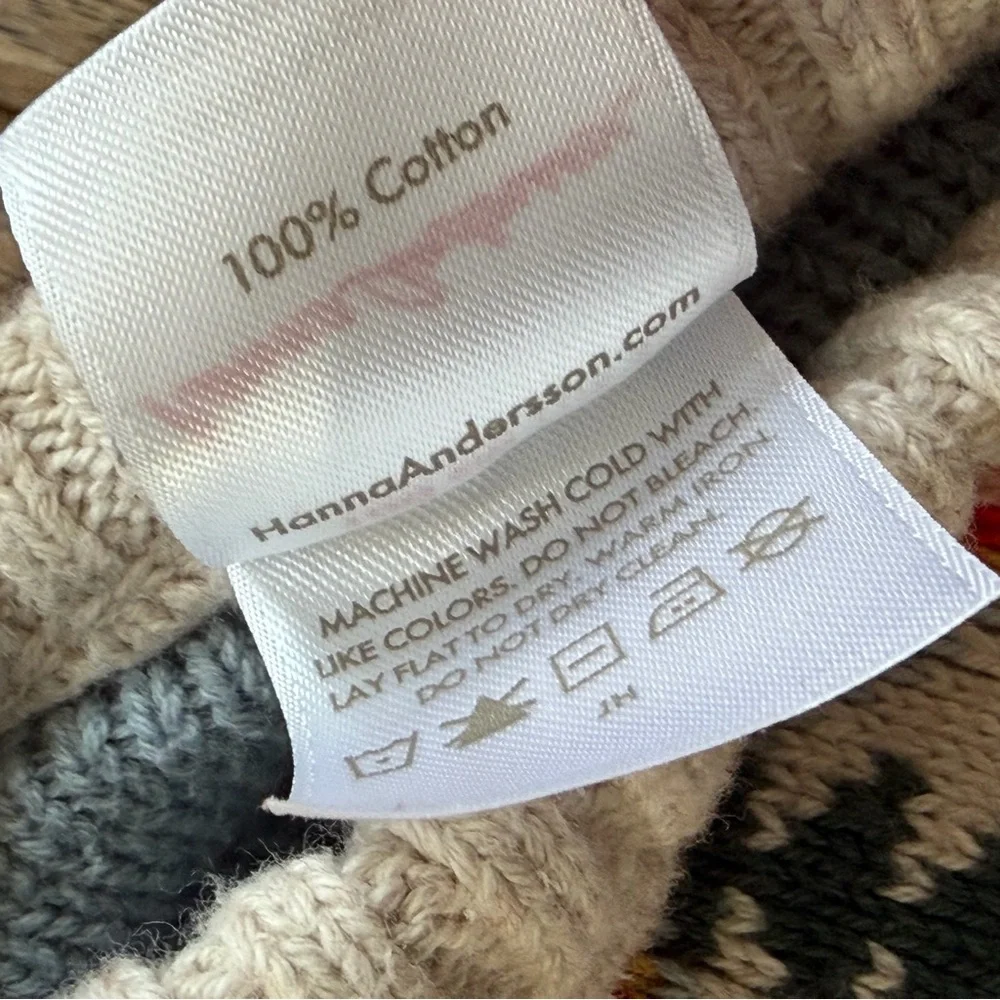 100% Cotton
HannaAndersson.com
MACHINE WASH COLD WITH
LIKE COLORS. DO NOT BLEACH.
LAY FLAT TO DRY. WARM IRON.
DO NOT DRY CLEAN.
JH